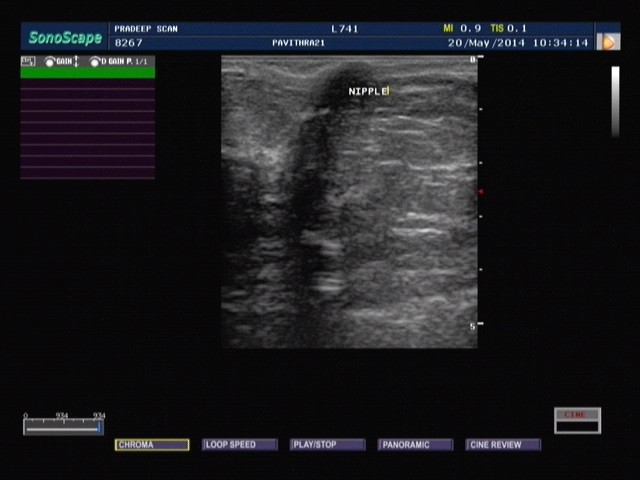 SonoScape
PRADEEP SCAN
L741
MI 0.9 TIS 0.1
8267
PAVITHRA21
20/May/2014 10:34:14
GAIN
D GAIN P. 1/1
0
NIPPLE
5
0 934 934
CINE
CHROMA
LOOP SPEED
PLAY/STOP
PANORAMIC
CINE REVIEW